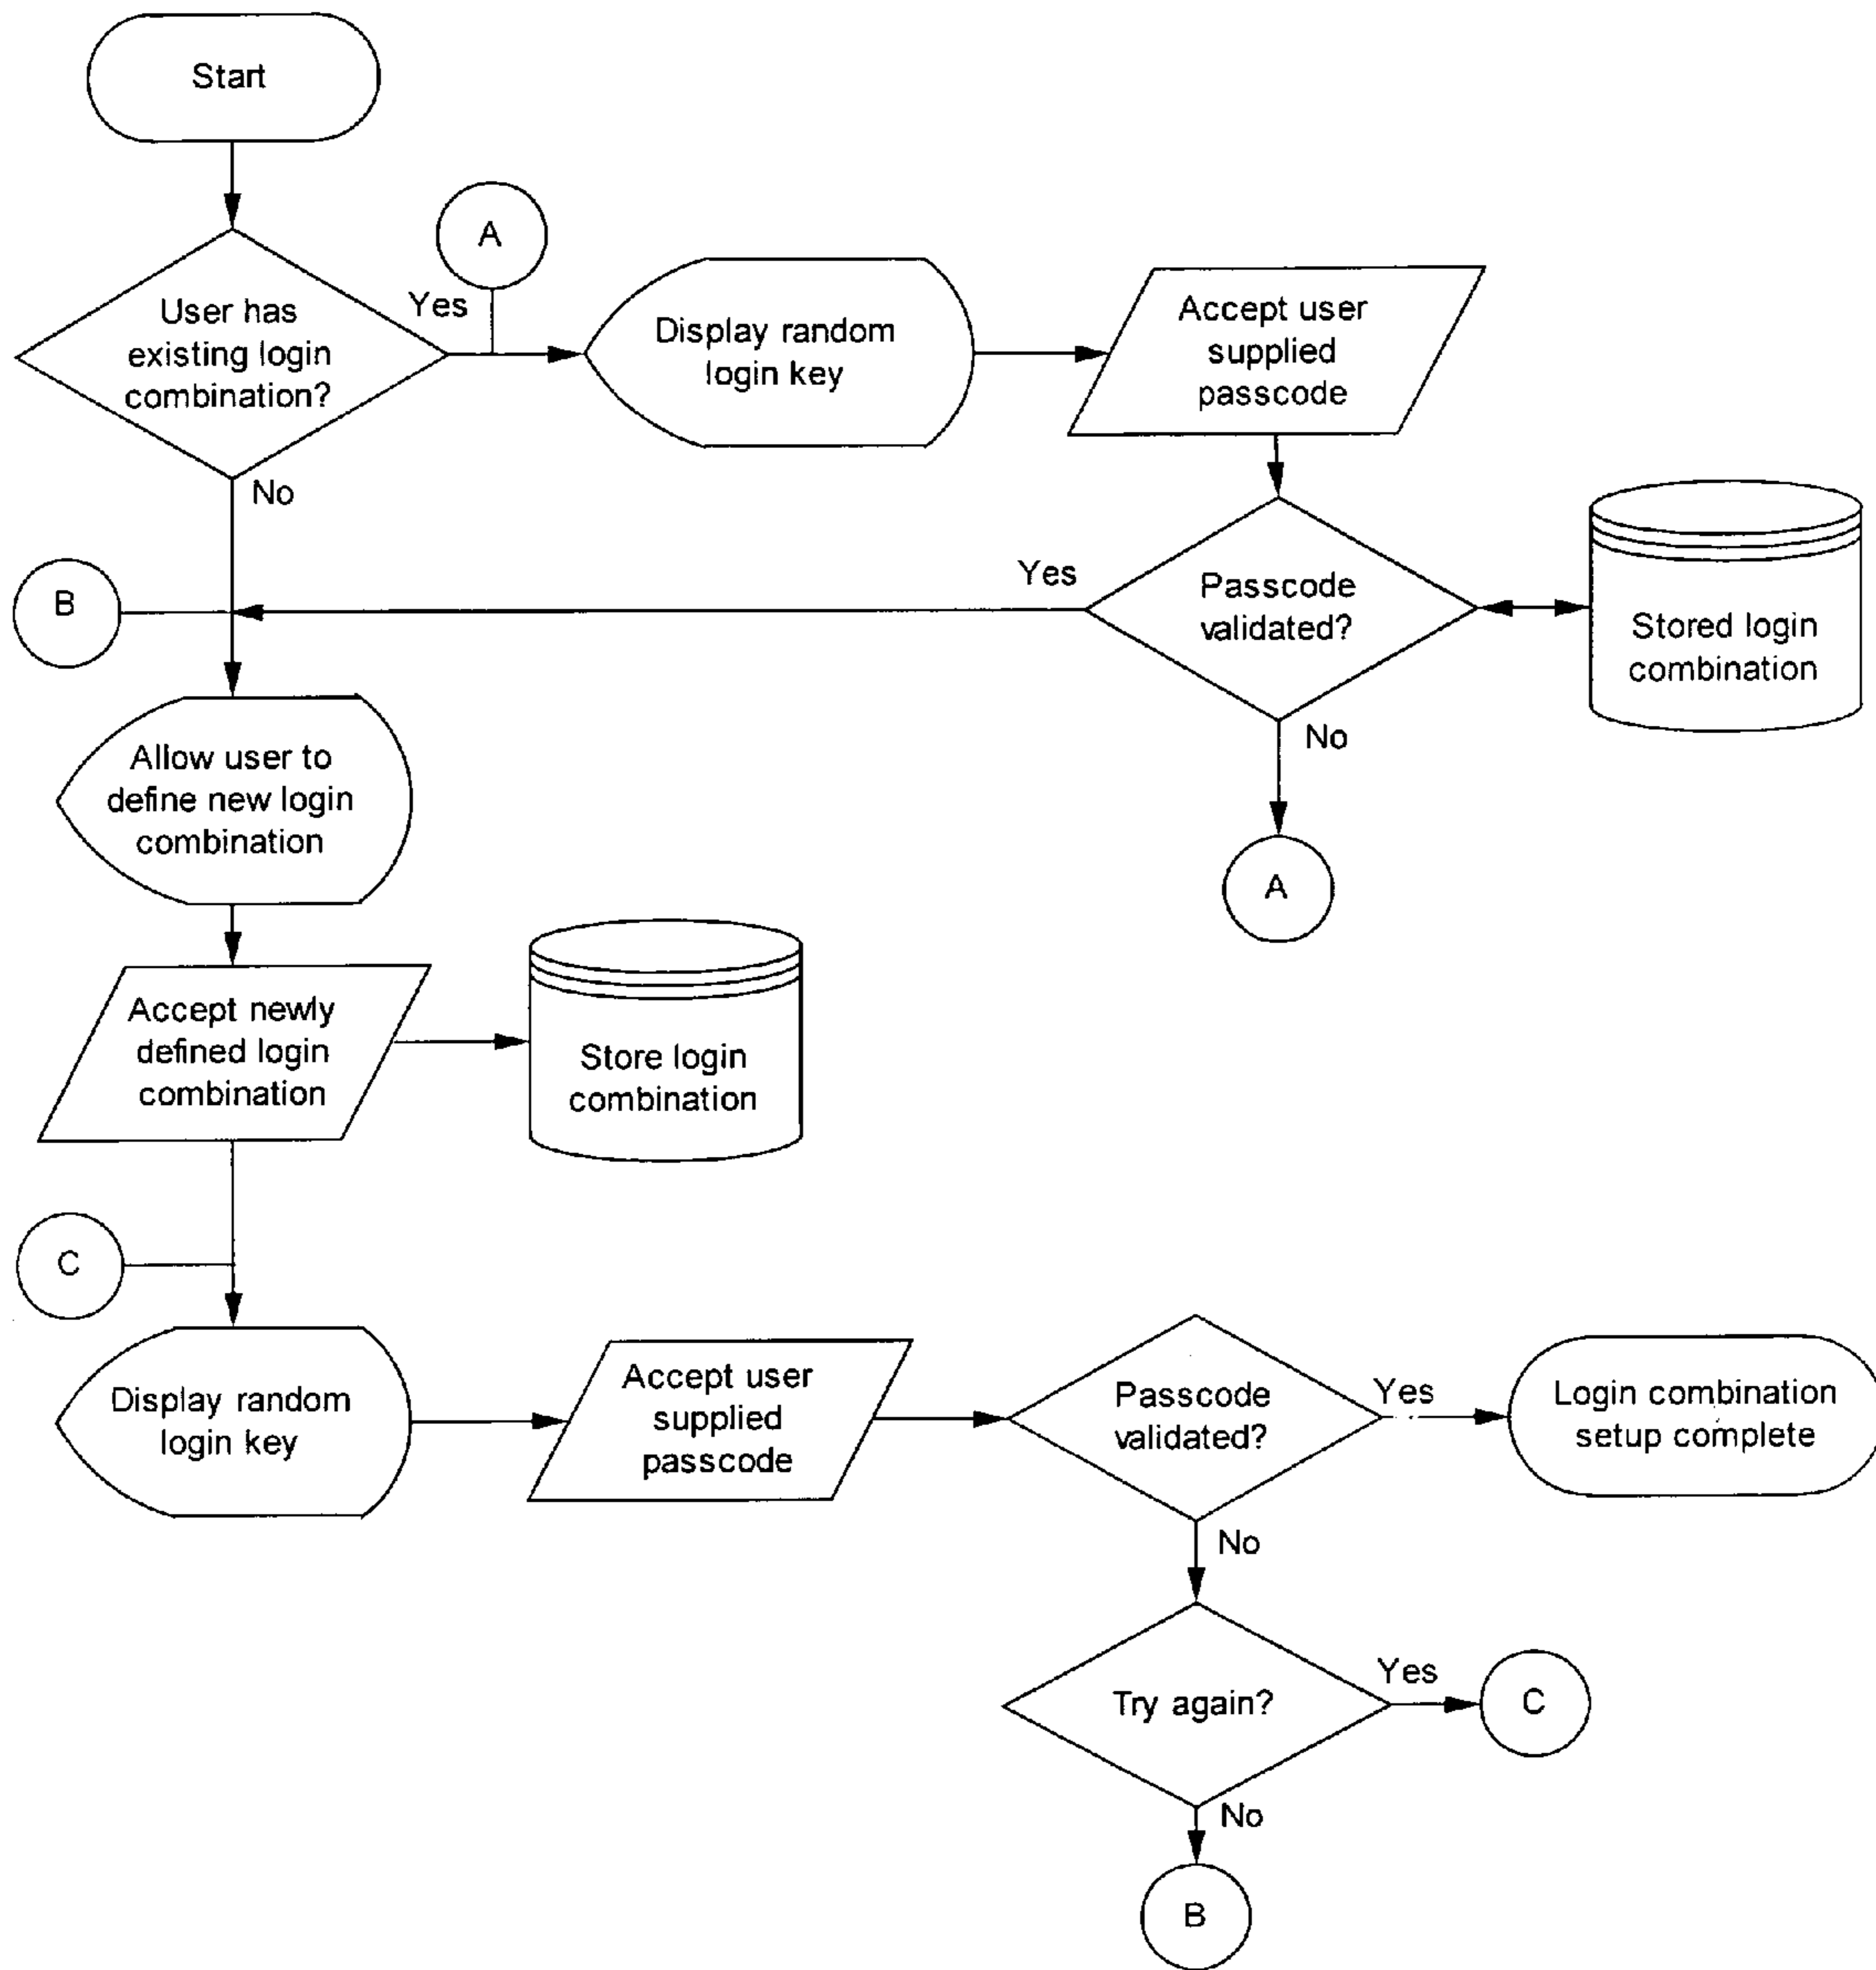 Start
A
User has
existing login
combination?
Yes
Display random
login key
Accept user
supplied
passcode
No
B
Yes
Passcode
validated?
Stored login
combination
No
A
Allow user to
define new login
combination
Accept newly
defined login
combination
Store login
combination
C
Display random
login key
Accept user
supplied
passcode
Passcode
validated?
Yes
Login combination
setup complete
No
Try again?
Yes
C
No
B